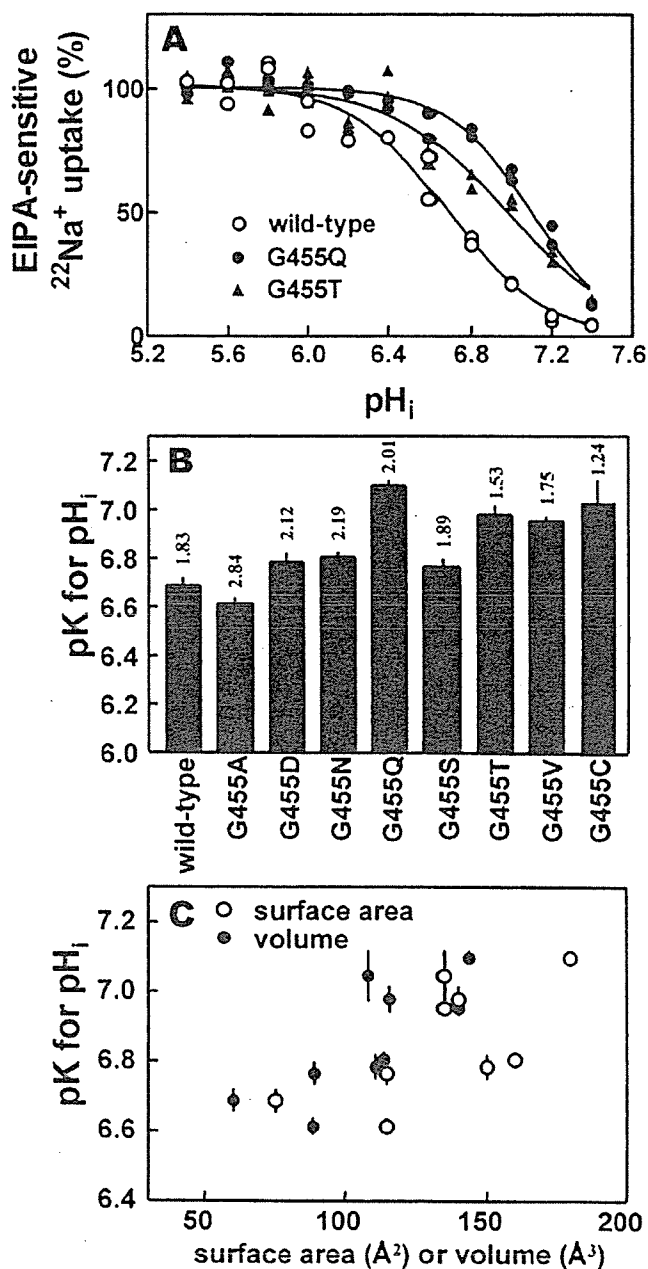 A
EIPA-sensitive
²²Na⁺ uptake (%)
100
50
0
wild-type
G455Q
G455T
5.2 5.6 6.0 6.4 6.8 7.2 7.6
pHᵢ
B
pK for pHᵢ
7.2
7.0
6.8
6.6
6.4
6.2
6.0
1.83 2.84 2.12 2.19 2.01 1.89 1.53 1.75 1.24
wild-type G455A G455D G455N G455Q G455S G455T G455V G455C
C
surface area
volume
pK for pHᵢ
7.2
7.0
6.8
6.6
6.4
50 100 150 200
surface area (Å²) or volume (Å³)